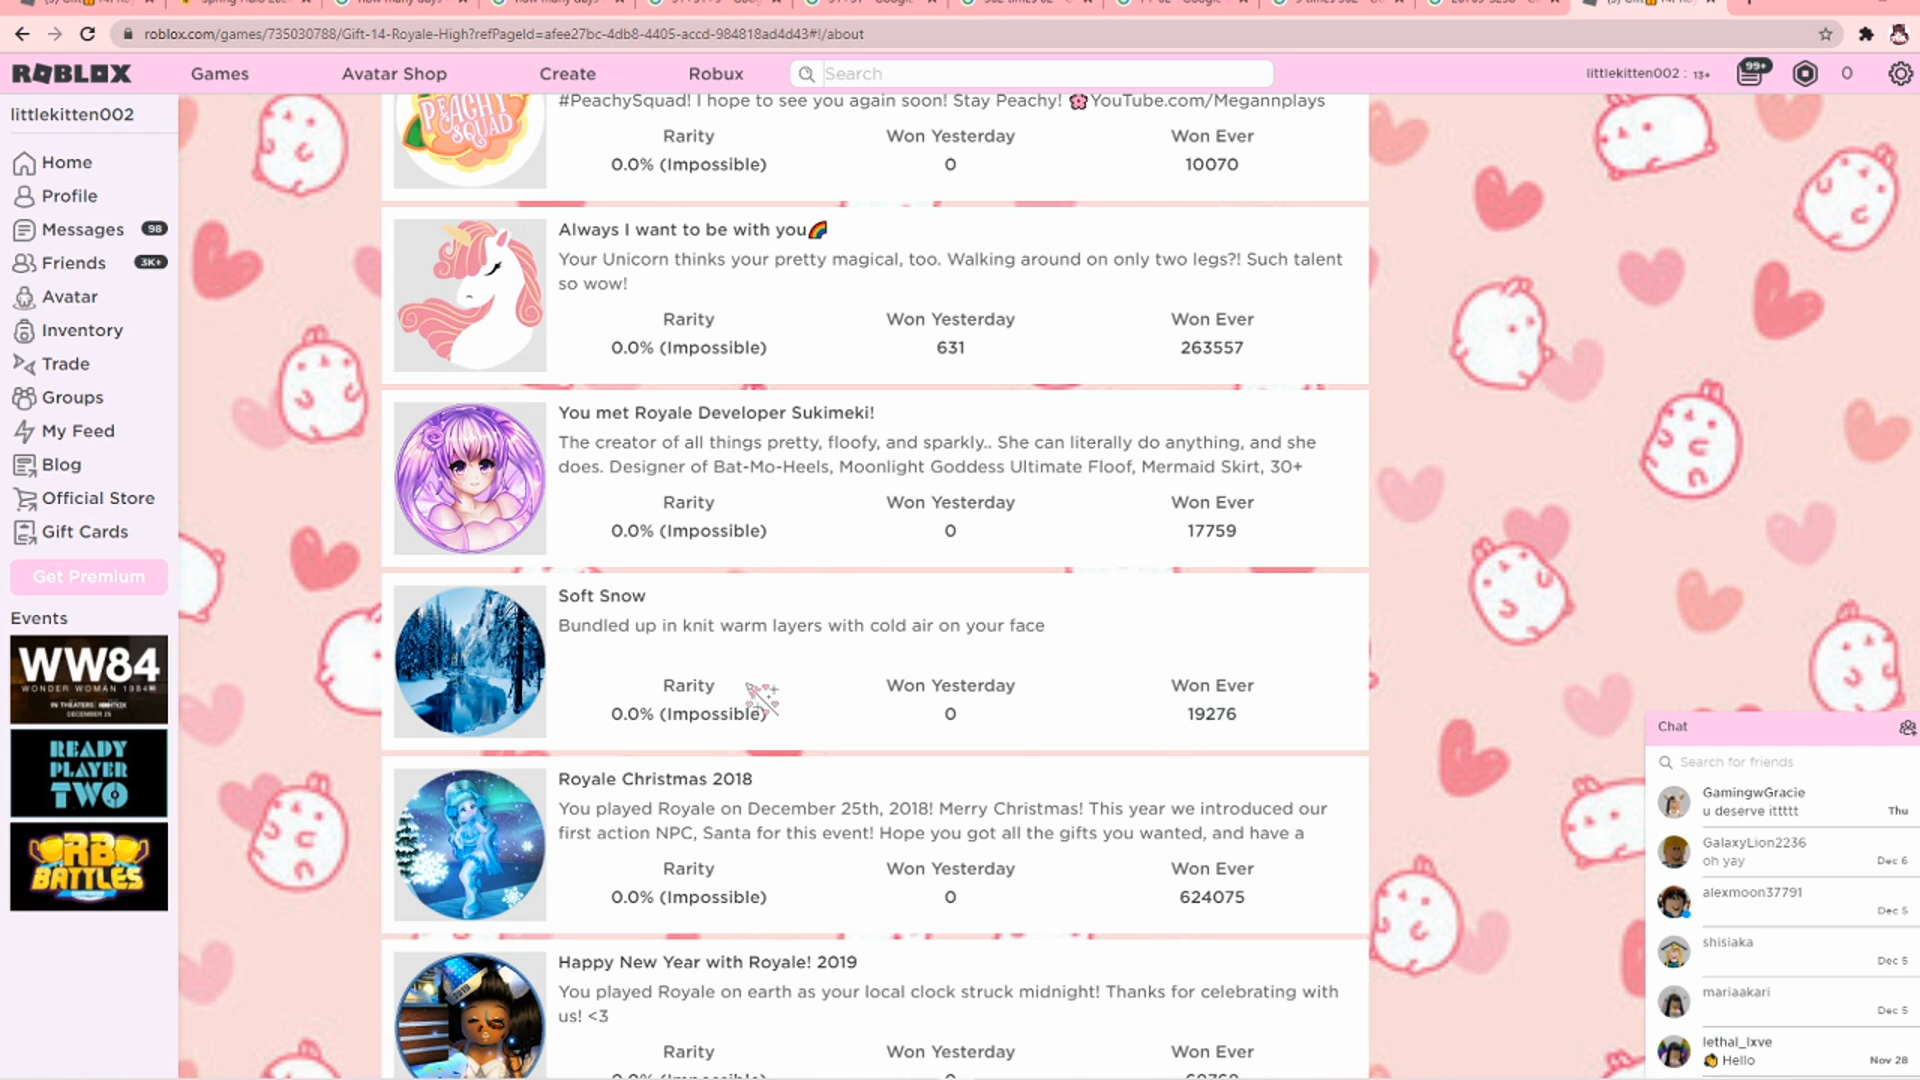 roblox.com/games/735030788/Gift-14-Royale-High?refPageId=afee27bc-4db8-4405-accd-984818ad4d43#!/about
ROBLOX
Games
Avatar Shop
Create
Robux
Search
littlekitten002 : 13+
99+
0
littlekitten002
Home
Profile
Messages 98
Friends 3K+
Avatar
Inventory
Trade
Groups
My Feed
Blog
Official Store
Gift Cards
Get Premium
Events
WW84
WONDER WOMAN 1984
IN THEATERS HBOMAX
DECEMBER 25
READY
PLAYER
TWO
RB
BATTLES
PEACHY
SQUAD
#PeachySquad! I hope to see you again soon! Stay Peachy! 🌸YouTube.com/Megannplays
Rarity Won Yesterday Won Ever
0.0% (Impossible) 0 10070
Always I want to be with you🌈
Your Unicorn thinks your pretty magical, too. Walking around on only two legs?! Such talent
so wow!
Rarity Won Yesterday Won Ever
0.0% (Impossible) 631 263557
You met Royale Developer Sukimeki!
The creator of all things pretty, floofy, and sparkly.. She can literally do anything, and she
does. Designer of Bat-Mo-Heels, Moonlight Goddess Ultimate Floof, Mermaid Skirt, 30+
Rarity Won Yesterday Won Ever
0.0% (Impossible) 0 17759
Soft Snow
Bundled up in knit warm layers with cold air on your face
Rarity Won Yesterday Won Ever
0.0% (Impossible) 0 19276
Royale Christmas 2018
You played Royale on December 25th, 2018! Merry Christmas! This year we introduced our
first action NPC, Santa for this event! Hope you got all the gifts you wanted, and have a
Rarity Won Yesterday Won Ever
0.0% (Impossible) 0 624075
2019
Happy New Year with Royale! 2019
You played Royale on earth as your local clock struck midnight! Thanks for celebrating with
us! <3
Rarity Won Yesterday Won Ever
Chat
Search for friends
GamingwGracie
u deserve ittttt Thu
GalaxyLion2236
oh yay Dec 6
alexmoon37791
Dec 5
shisiaka
Dec 5
mariaakari
Dec 5
lethal_lxve
👋 Hello Nov 28